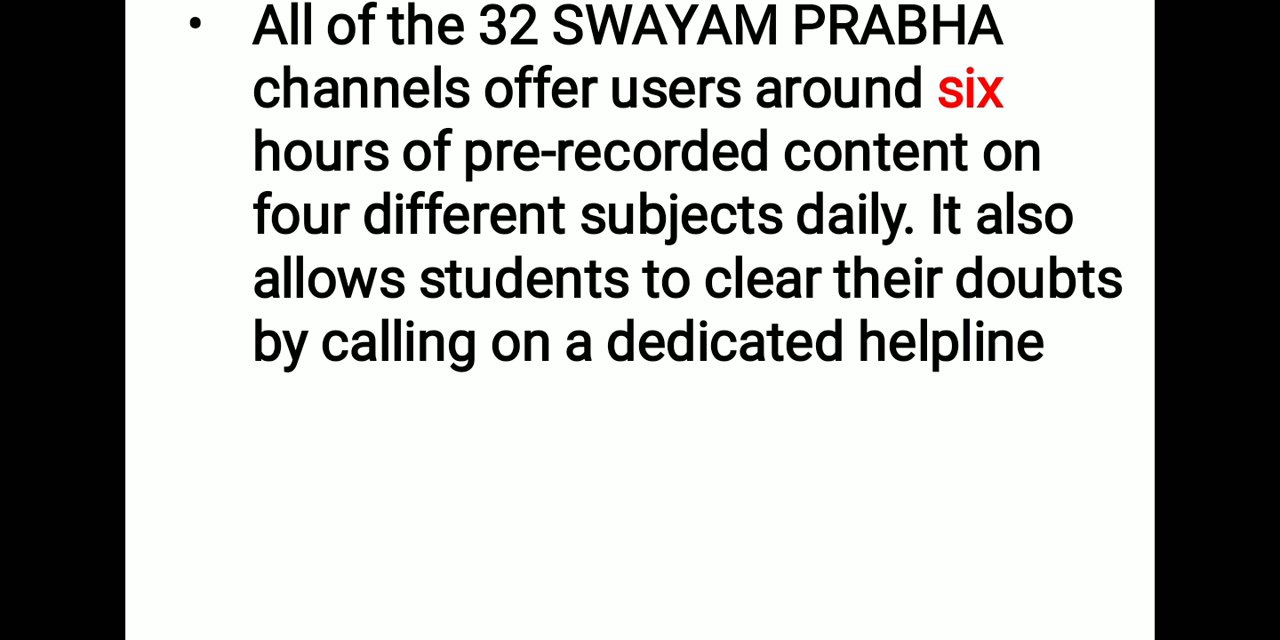 • All of the 32 SWAYAM PRABHA
channels offer users around six
hours of pre-recorded content on
four different subjects daily. It also
allows students to clear their doubts
by calling on a dedicated helpline